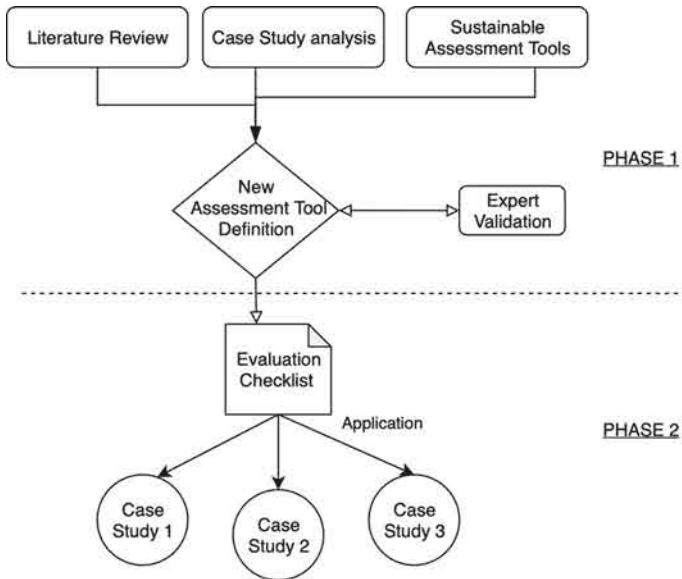 Literature Review
Case Study analysis
Sustainable
Assessment Tools
PHASE 1
New
Assessment Tool
Definition
Expert
Validation
Evaluation
Checklist
Application
PHASE 2
Case
Study 1
Case
Study 2
Case
Study 3